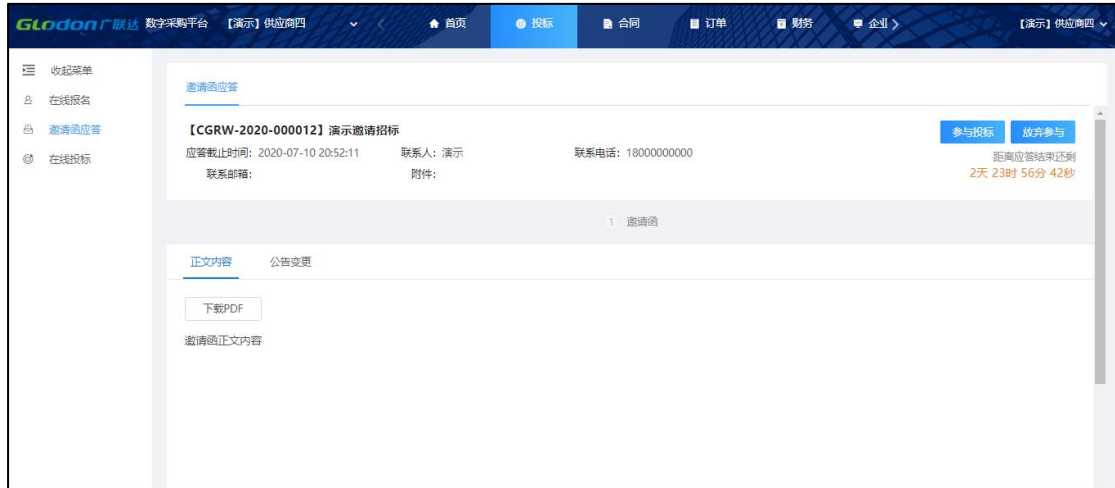 GLodon广联达 数字采购平台 【演示】供应商四 首页 投标 合同 订单 财务 企业 【演示】供应商四
收起菜单
在线报名
邀请函应答
在线投标
邀请函应答
【CGRW-2020-000012】演示邀请招标
参与投标 放弃参与
应答截止时间: 2020-07-10 20:52:11 联系人: 演示 联系电话: 18000000000
距离应答结束还剩
联系邮箱: 附件:
2天 23时 56分 42秒
1 邀请函
正文内容 公告变更
下载PDF
邀请函正文内容